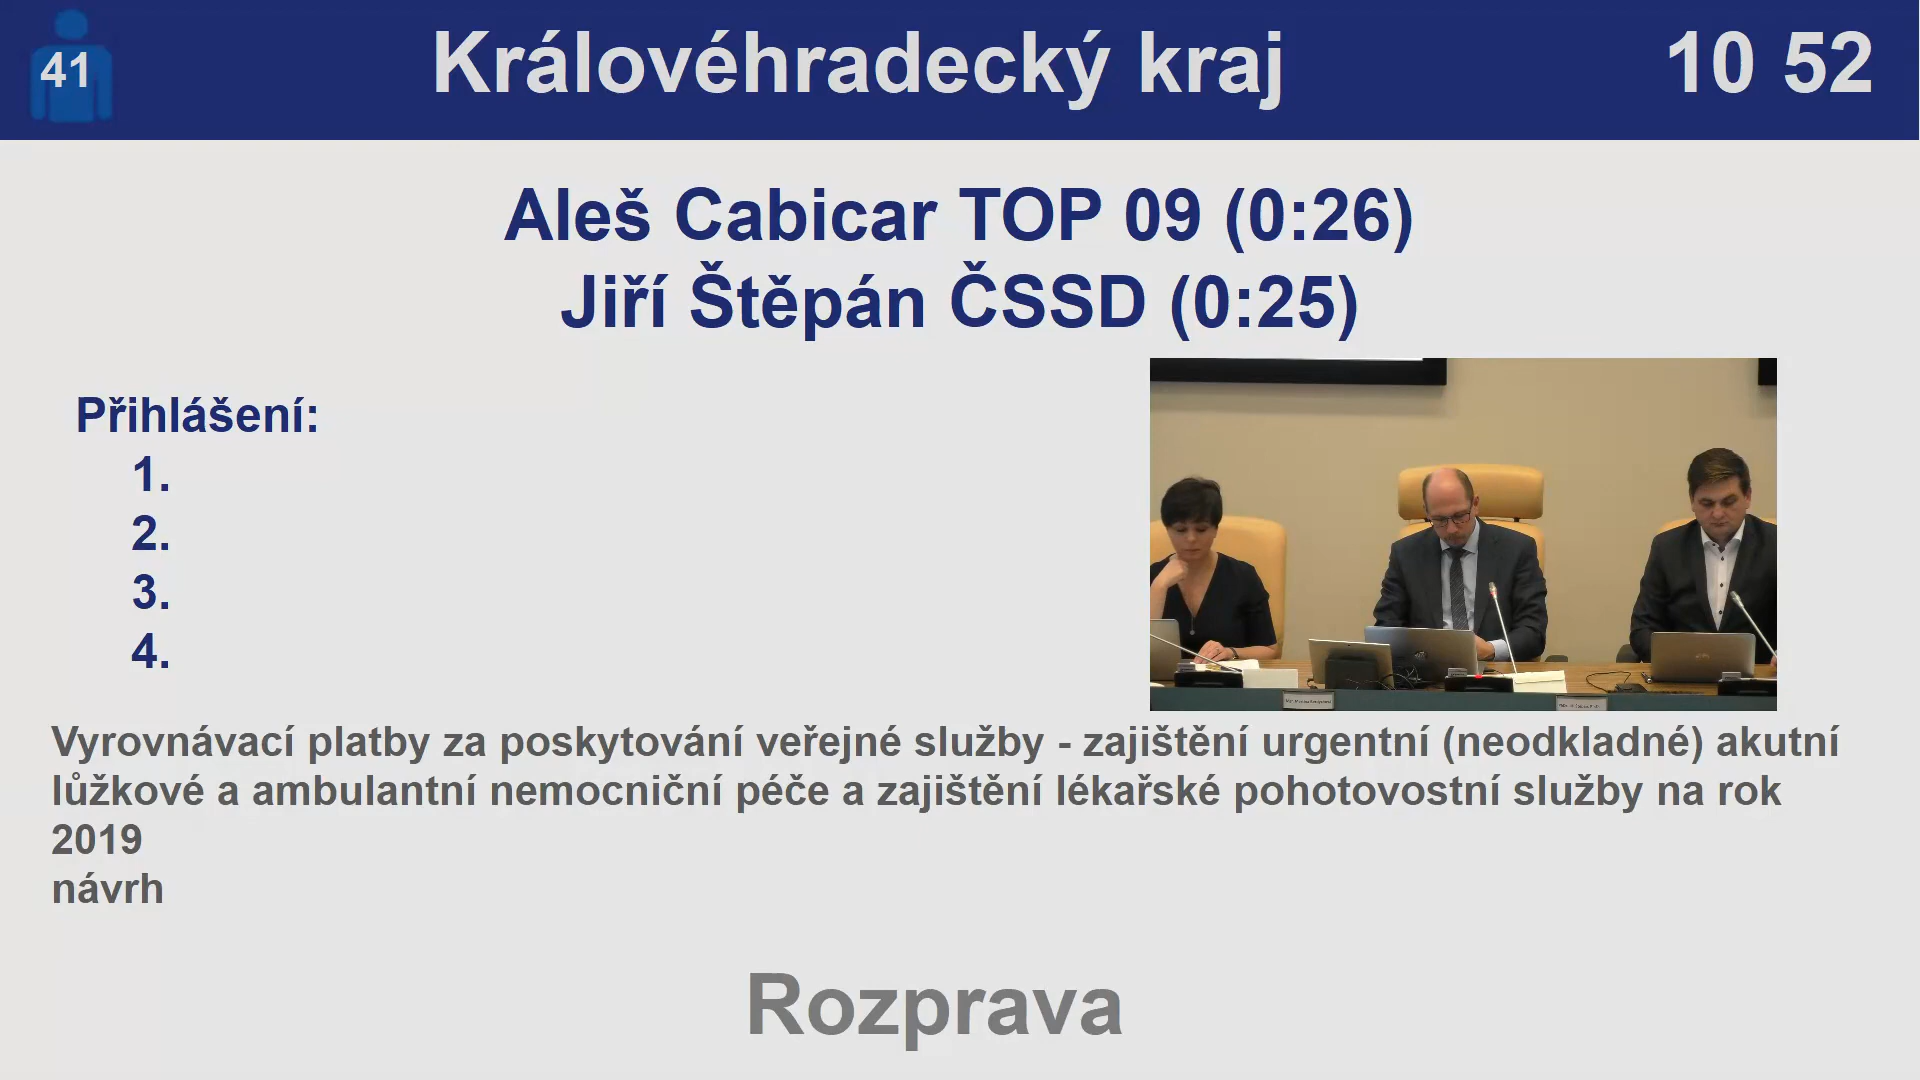 41
Královéhradecký kraj
10 52
Aleš Cabicar TOP 09 (0:26)
Jiří Štěpán ČSSD (0:25)
Přihlášení:
1.
2.
3.
4.
Vyrovnávací platby za poskytování veřejné služby - zajištění urgentní (neodkladné) akutní
lůžkové a ambulantní nemocniční péče a zajištění lékařské pohotovostní služby na rok
2019
návrh
Rozprava